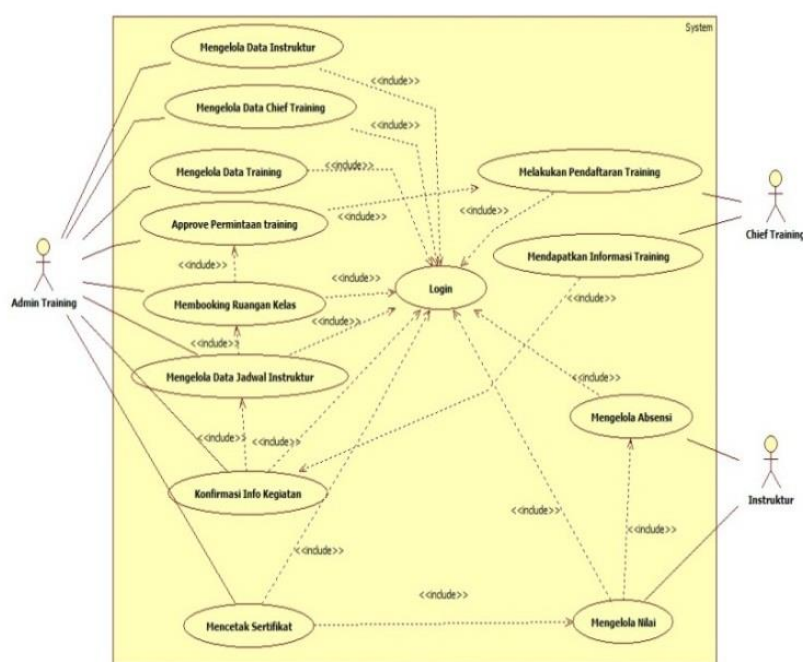 System
Mengelola Data Instruktur
<<include>>
Mengelola Data Chief Training
<<include>>
Mengelola Data Training
<<include>>
Melakukan Pendaftaran Training
Approve Permintaan training
<<include>>
<<include>>
Chief Training
Mendapatkan Informasi Training
Admin Training
<<include>>
<<include>>
Login
Membooking Ruangan Kelas
<<include>>
<<include>>
Mengelola Data Jadwal Instruktur
<<include>>
Mengelola Absensi
<<include>>
<<include>>
<<include>>
Konfirmasi Info Kegiatan
Instruktur
<<include>>
<<include>>
<<include>>
<<include>>
Mencetak Sertifikat
Mengelola Nilai